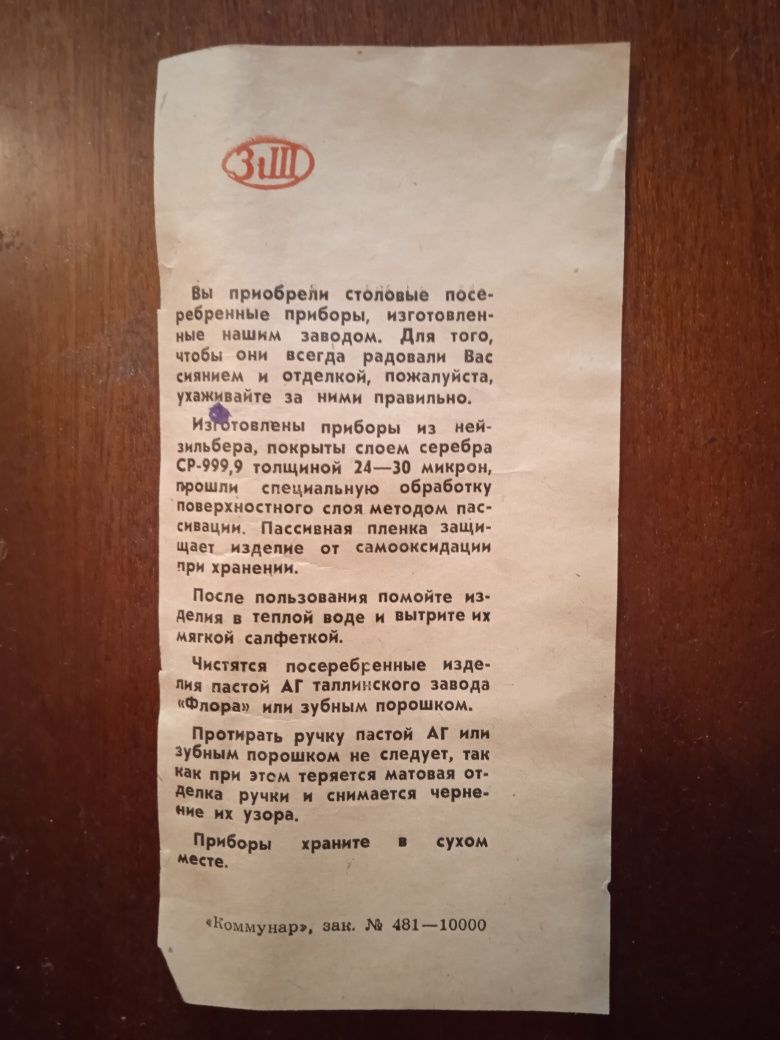 ЗиШ
Вы приобрели столовые посе-
ребренные приборы, изготовлен-
ные нашим заводом. Для того,
чтобы они всегда радовали Вас
сиянием и отделкой, пожалуйста,
ухаживайте за ними правильно.
Изготовлены приборы из ней-
зильбера, покрыты слоем серебра
СР-999,9 толщиной 24—30 микрон,
прошли специальную обработку
поверхностного слоя методом пас-
сивации. Пассивная пленка защи-
щает изделие от самооксидации
при хранении.
После пользования помойте из-
делия в теплой воде и вытрите их
мягкой салфеткой.
Чистятся посеребренные изде-
лия пастой АГ таллинского завода
«Флора» или зубным порошком.
Протирать ручку пастой АГ или
зубным порошком не следует, так
как при этом теряется матовая от-
делка ручки и снимается черне-
ние их узора.
Приборы храните в сухом
месте.
«Коммунар», зак. № 481—10000